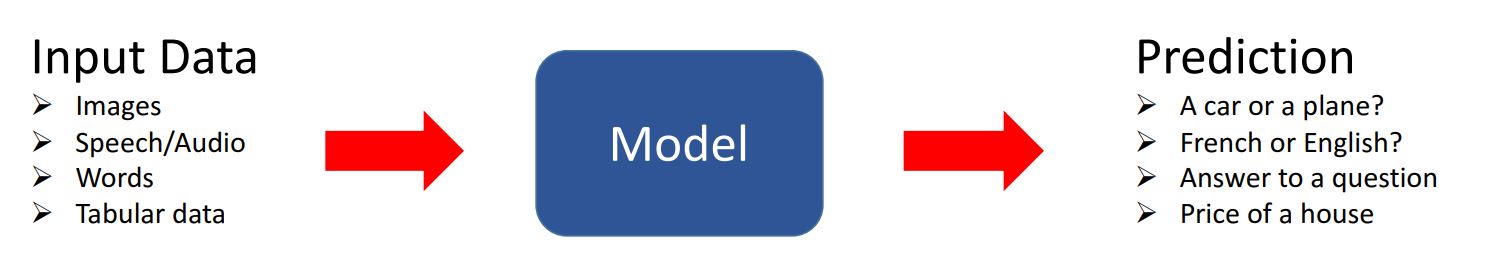 Input Data
➢ Images
➢ Speech/Audio
➢ Words
➢ Tabular data
Model
Prediction
➢ A car or a plane?
➢ French or English?
➢ Answer to a question
➢ Price of a house